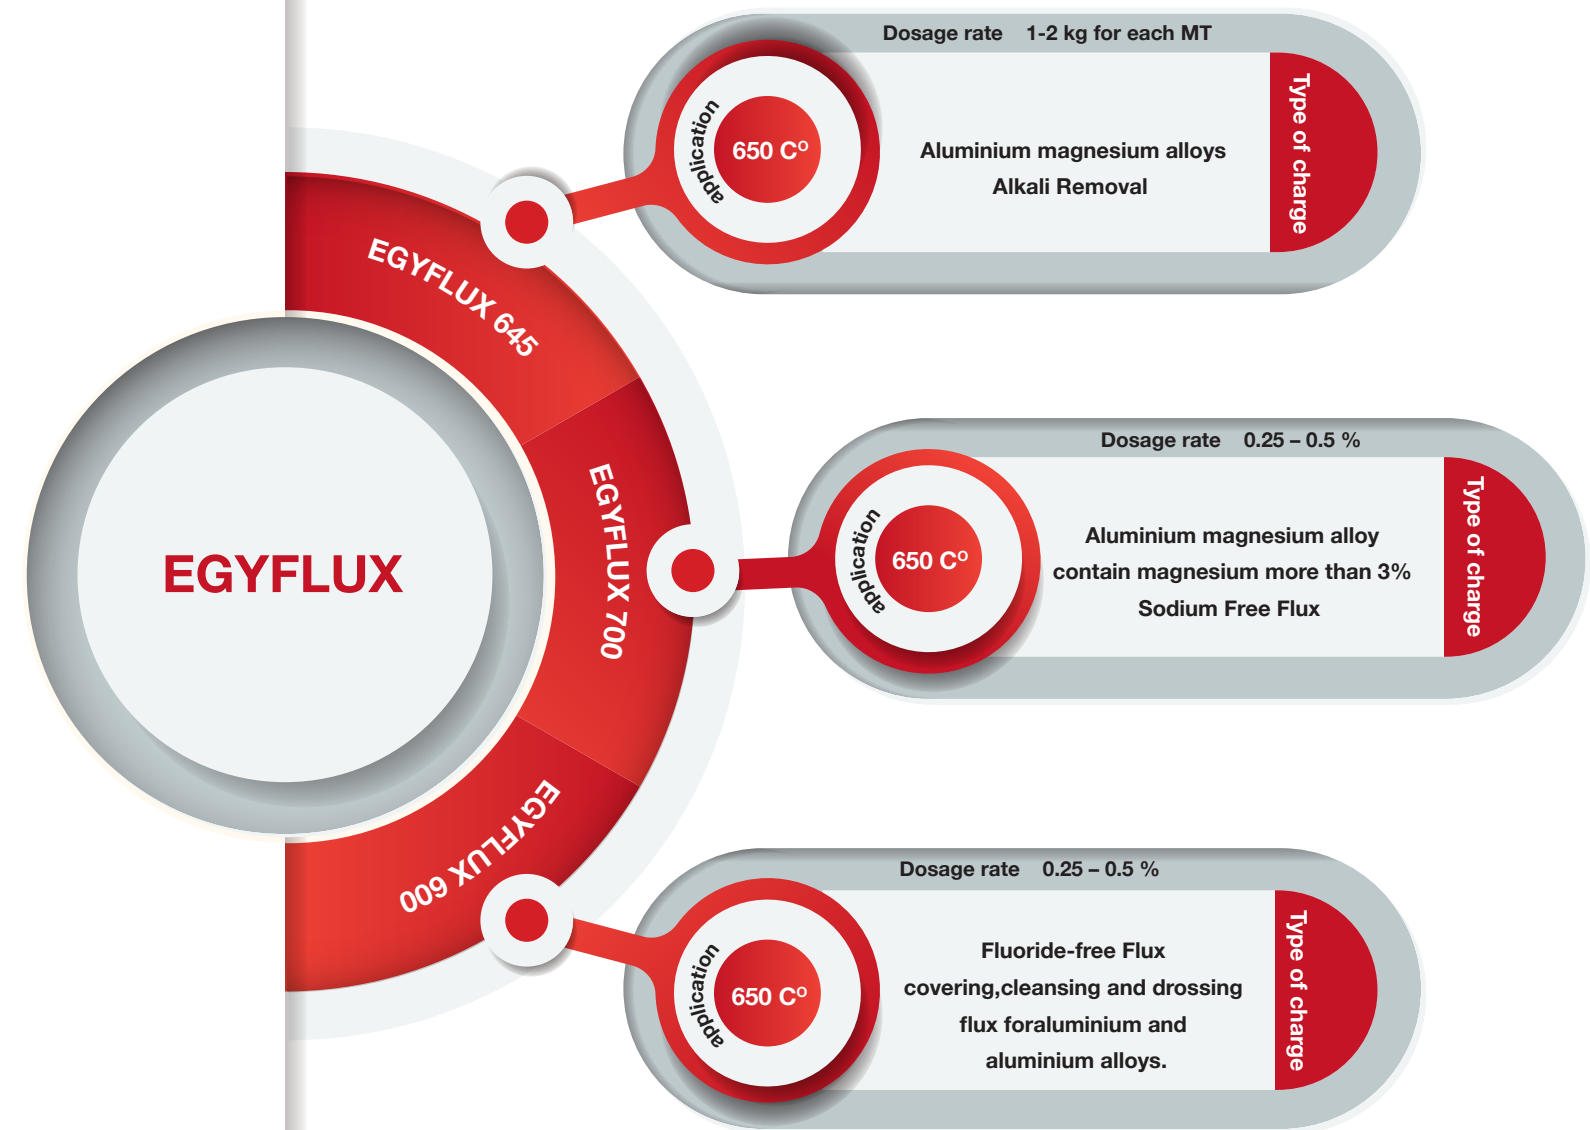 EGYFLUX
EGYFLUX 645
Dosage rate 1-2 kg for each MT
application
650 Cº
Aluminium magnesium alloys
Alkali Removal
Type of charge
EGYFLUX 700
Dosage rate 0.25 – 0.5 %
application
650 Cº
Aluminium magnesium alloy
contain magnesium more than 3%
Sodium Free Flux
Type of charge
EGYFLUX 600
Dosage rate 0.25 – 0.5 %
application
650 Cº
Fluoride-free Flux
covering,cleansing and drossing
flux foraluminium and
aluminium alloys.
Type of charge